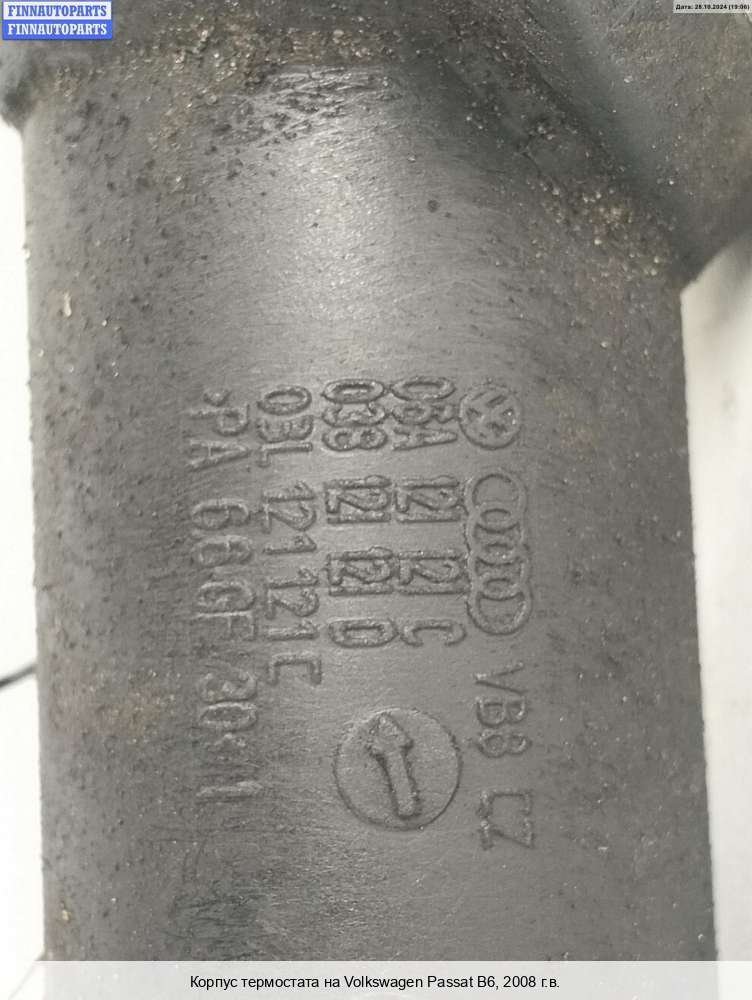 FINNAUTOPARTS
FINNAUTOPARTS
Дата: 28.10.2024 (19:06)
VB8 CZ
06A 121 121 C
038 121 121 D
03L 121 121 C
>PA 66 GF 30<
Корпус термостата на Volkswagen Passat B6, 2008 г.в.